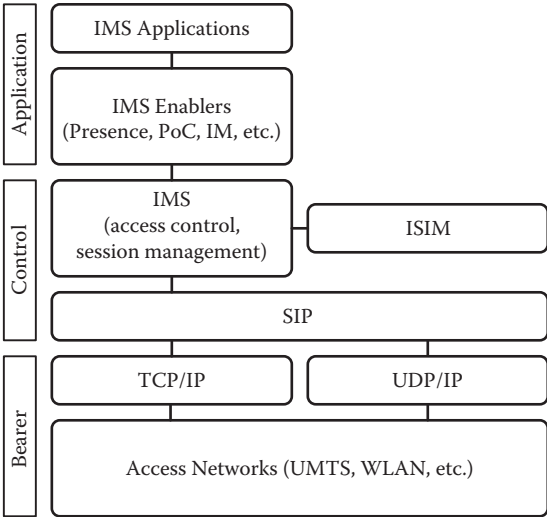 Application
IMS Applications
IMS Enablers
(Presence, PoC, IM, etc.)
Control
IMS
(access control,
session management)
ISIM
SIP
Bearer
TCP/IP
UDP/IP
Access Networks (UMTS, WLAN, etc.)